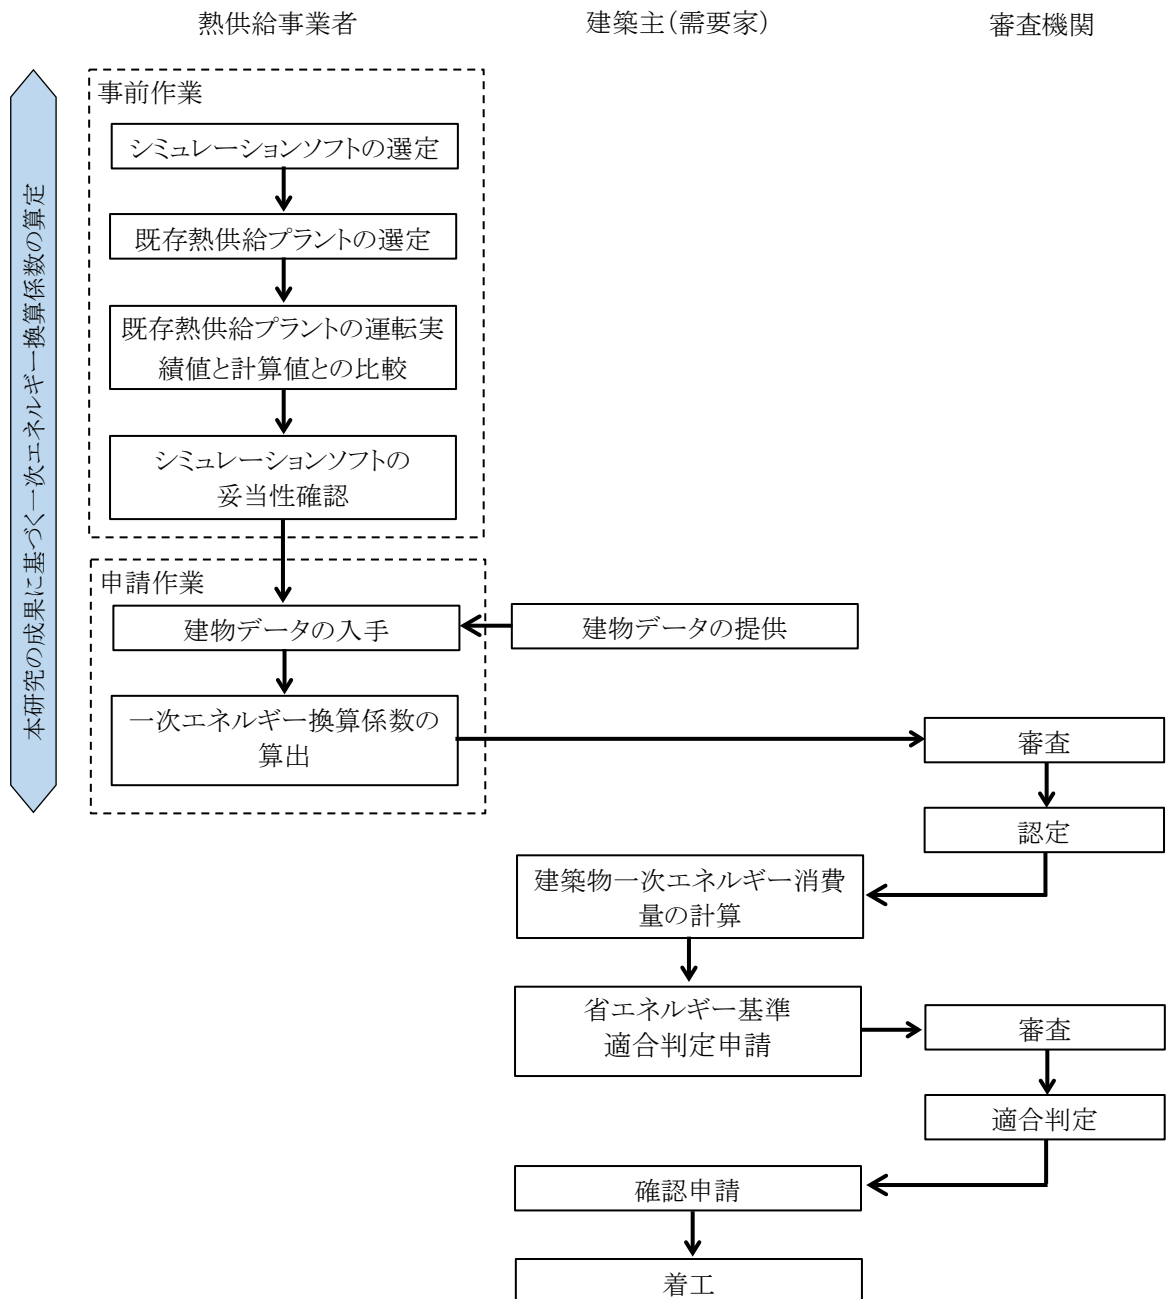 熱供給事業者
建築主(需要家)
審査機関
本研究の成果に基づく一次エネルギー換算係数の算定
事前作業
シミュレーションソフトの選定
既存熱供給プラントの選定
既存熱供給プラントの運転実
績値と計算値との比較
シミュレーションソフトの
妥当性確認
申請作業
建物データの入手
建物データの提供
一次エネルギー換算係数の
算出
審査
認定
建築物一次エネルギー消費
量の計算
省エネルギー基準
適合判定申請
審査
適合判定
確認申請
着工